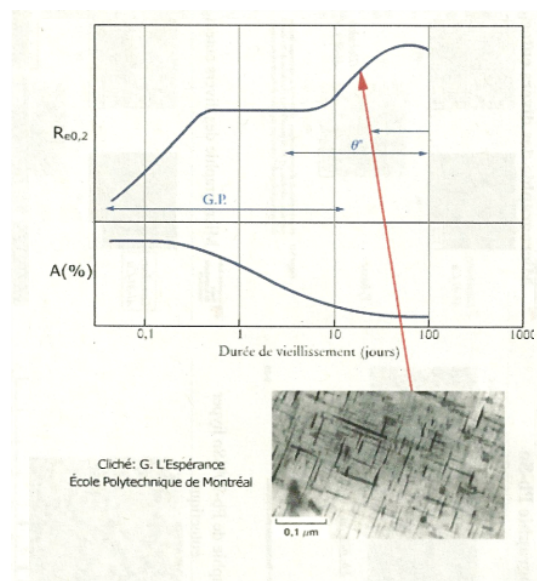 Re0,2
θ"
G.P.
A(%)
0,1 1 10 100 1000
Durée de vieillissement (jours)
Cliché: G. L'Espérance
École Polytechnique de Montréal
0,1 µm